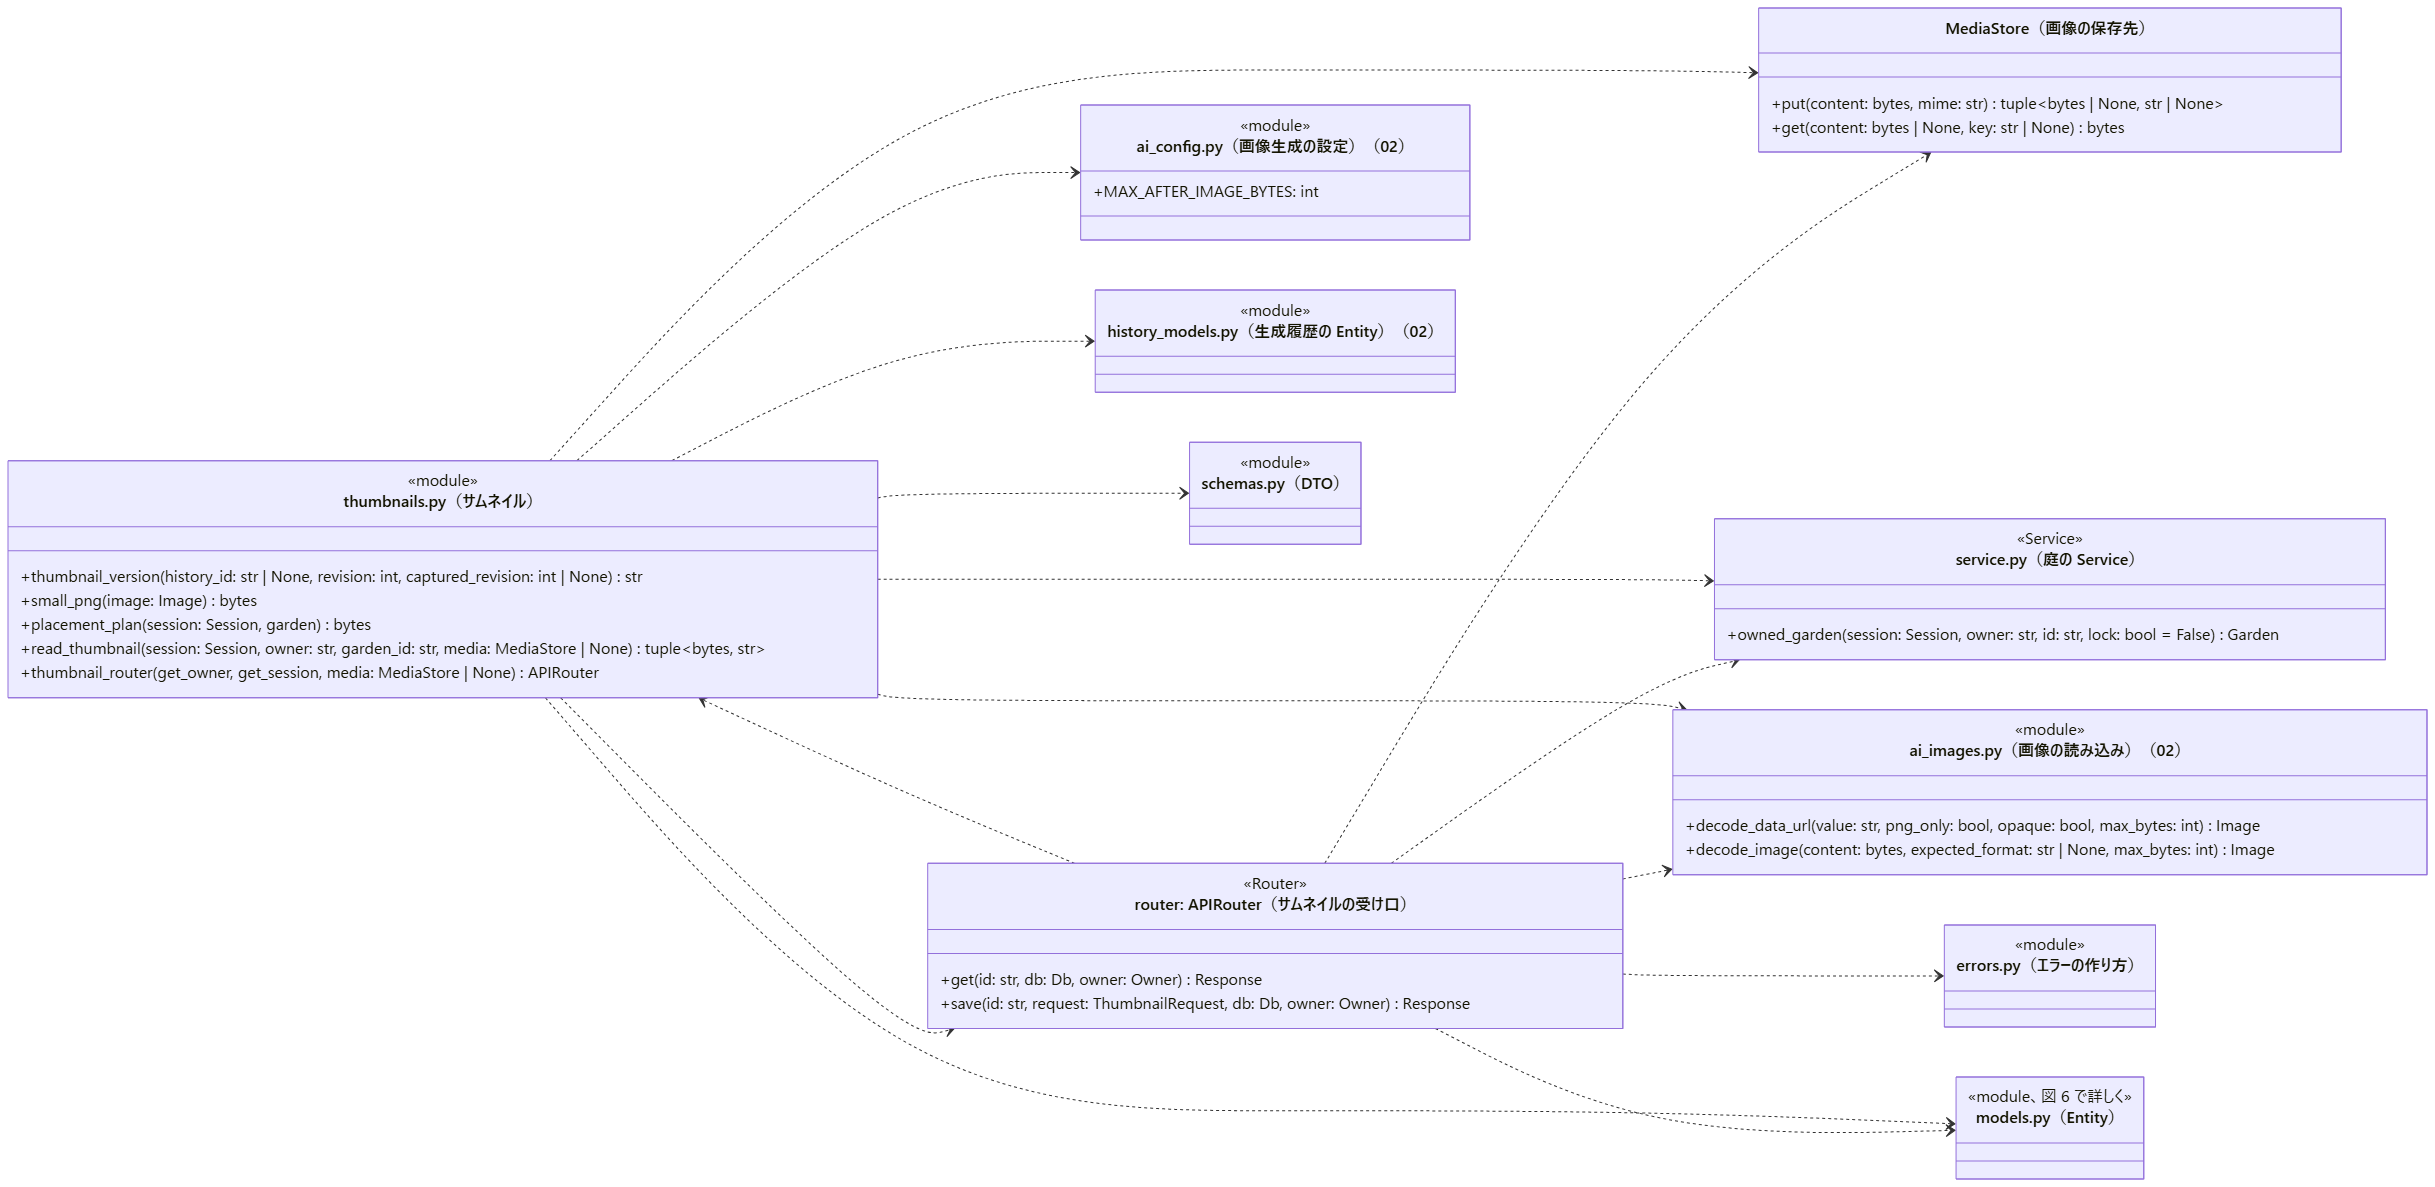 MediaStore（画像の保存先）
+put(content: bytes, mime: str) : tuple<bytes | None, str | None>
+get(content: bytes | None, key: str | None) : bytes
«module»
ai_config.py（画像生成の設定）（02）
+MAX_AFTER_IMAGE_BYTES: int
«module»
history_models.py（生成履歴の Entity）（02）
«module»
schemas.py（DTO）
«module»
thumbnails.py（サムネイル）
+thumbnail_version(history_id: str | None, revision: int, captured_revision: int | None) : str
+small_png(image: Image) : bytes
+placement_plan(session: Session, garden) : bytes
+read_thumbnail(session: Session, owner: str, garden_id: str, media: MediaStore | None) : tuple<bytes, str>
+thumbnail_router(get_owner, get_session, media: MediaStore | None) : APIRouter
«Service»
service.py（庭の Service）
+owned_garden(session: Session, owner: str, id: str, lock: bool = False) : Garden
«module»
ai_images.py（画像の読み込み）（02）
+decode_data_url(value: str, png_only: bool, opaque: bool, max_bytes: int) : Image
+decode_image(content: bytes, expected_format: str | None, max_bytes: int) : Image
«Router»
router: APIRouter（サムネイルの受け口）
+get(id: str, db: Db, owner: Owner) : Response
+save(id: str, request: ThumbnailRequest, db: Db, owner: Owner) : Response
«module»
errors.py（エラーの作り方）
«module、図 6 で詳しく»
models.py（Entity）